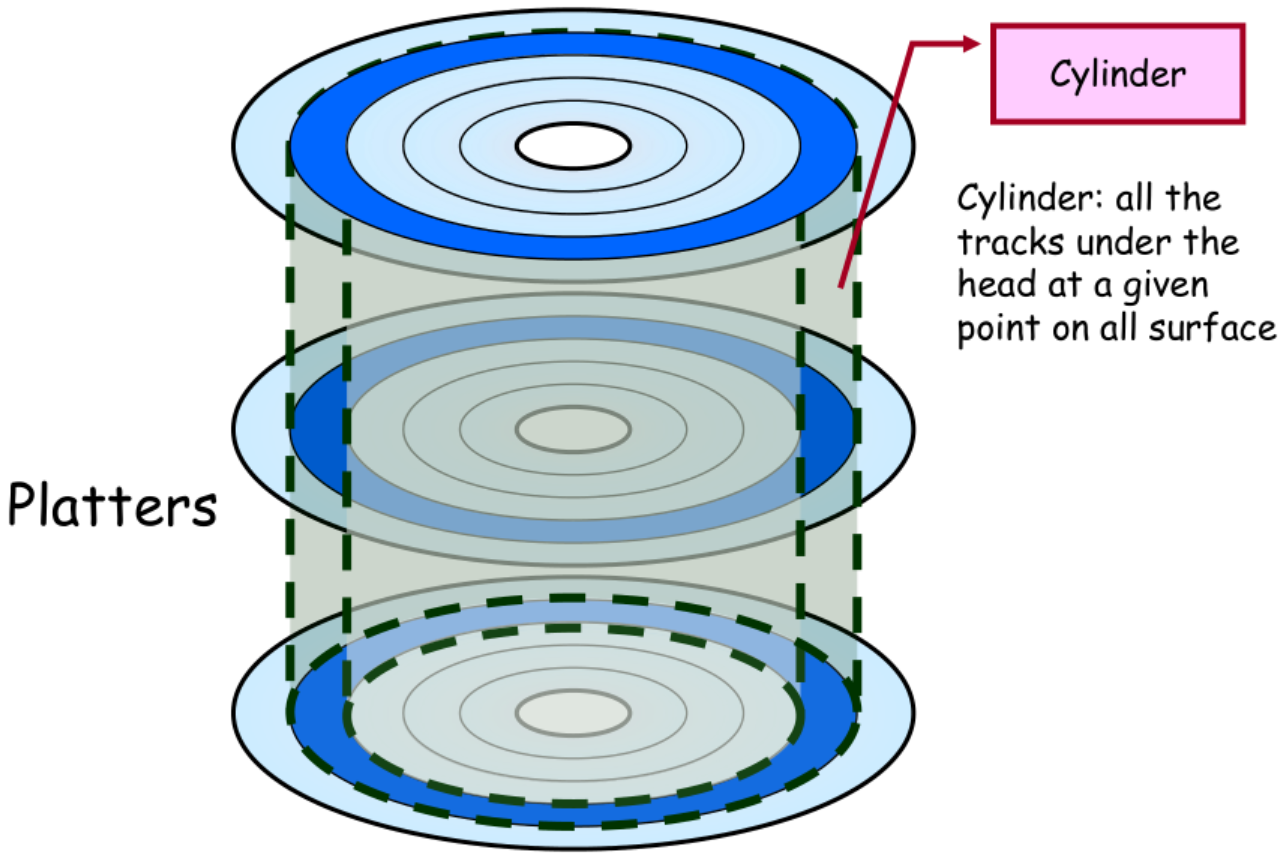 Cylinder
Cylinder: all the
tracks under the
head at a given
point on all surface
Platters